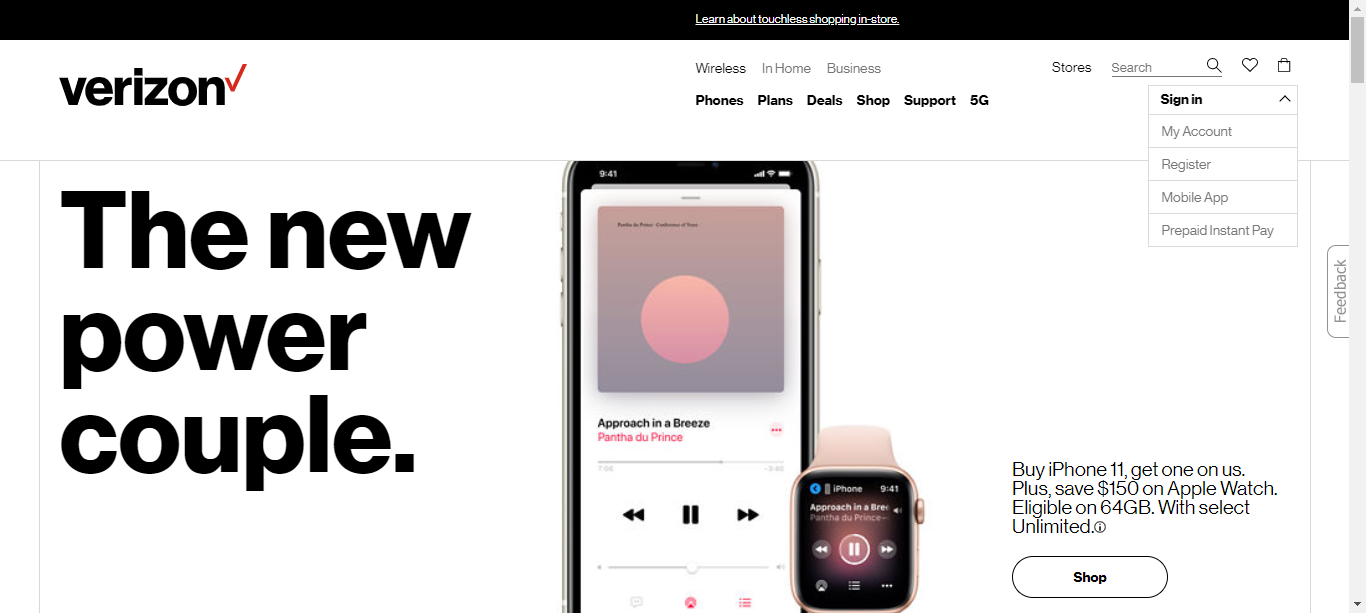 Learn about touchless shopping in-store.
verizon
Wireless In Home Business
Stores Search
Phones Plans Deals Shop Support 5G
Sign in
My Account
Register
Mobile App
Prepaid Instant Pay
Feedback
The new
power
couple.
9:41
Pantha du Prince Conference of Trees
Approach in a Breeze
Pantha du Prince
7:06 -3:46
iPhone 9:41
Approach in a Bree
Pantha du Prince—
Buy iPhone 11, get one on us.
Plus, save $150 on Apple Watch.
Eligible on 64GB. With select
Unlimited.
Shop